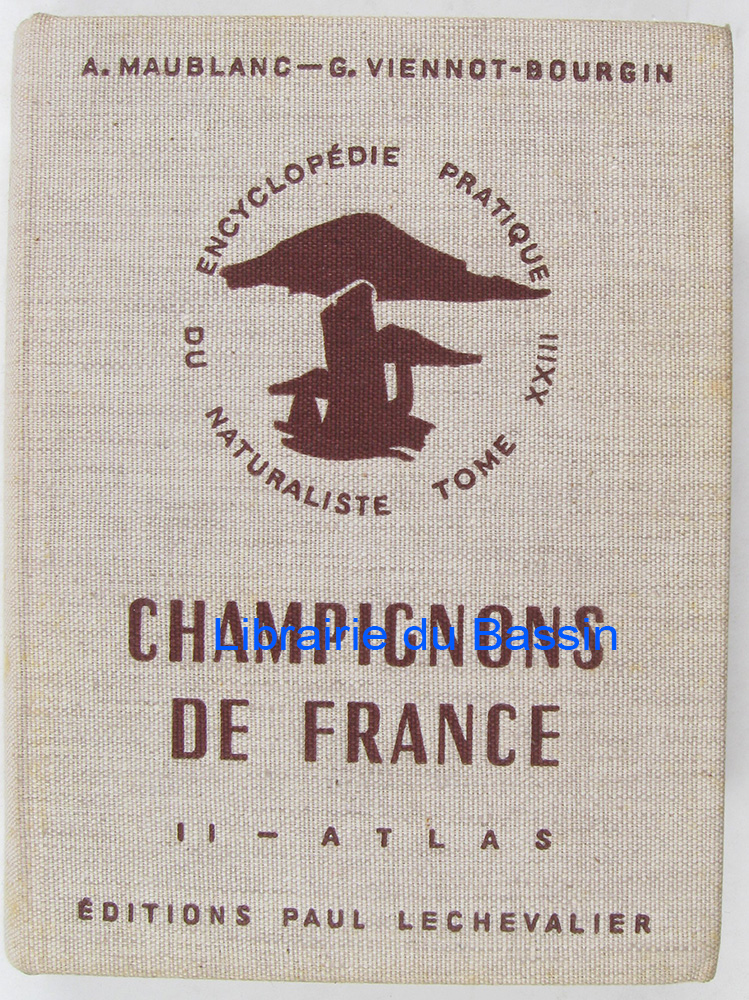 A. MAUBLANC—G. VIENNOT-BOURGIN
ENCYCLOPÉDIE PRATIQUE
DU NATURALISTE TOME XXIII
CHAMPIGNONS
Librairie du Bassin
DE FRANCE
II — ATLAS
ÉDITIONS PAUL LECHEVALIER